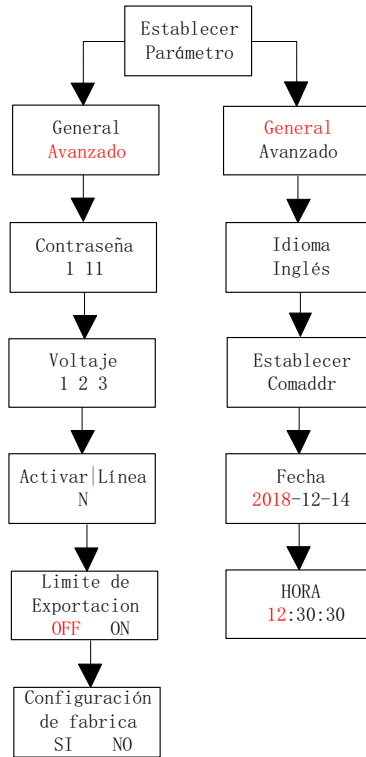 Establecer
Parámetro
General
Avanzado
Contraseña
1 11
Voltaje
1 2 3
Activar|Línea
N
Limite de
Exportacion
OFF ON
Configuración
de fabrica
SI NO
General
Avanzado
Idioma
Inglés
Establecer
Comaddr
Fecha
2018-12-14
HORA
12:30:30